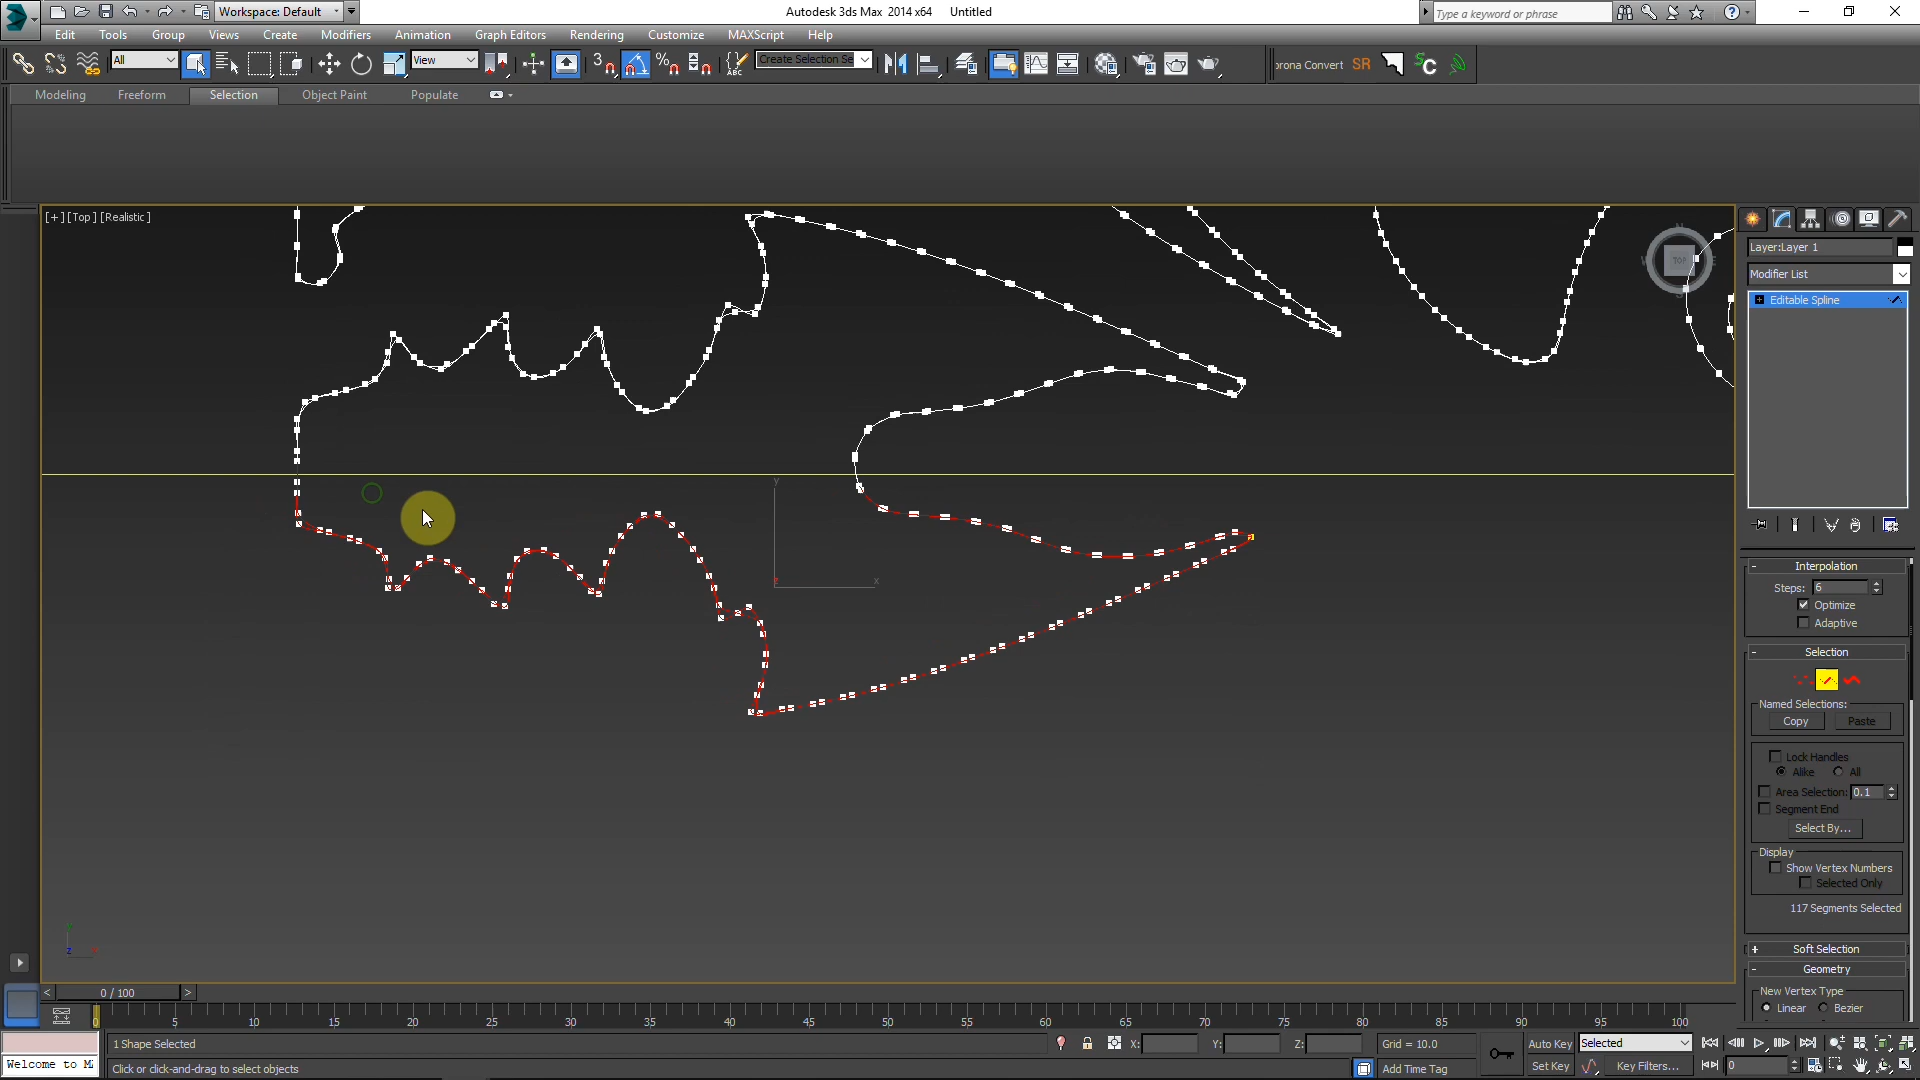 Workspace: Default
Autodesk 3ds Max 2014 x64 Untitled
Type a keyword or phrase
Edit Tools Group Views Create Modifiers Animation Graph Editors Rendering Customize MAXScript Help
All
View
3
Create Selection Se
orona Convert SR
Modeling Freeform Selection Object Paint Populate
[+] [Top] [Realistic]
TOP
Layer:Layer 1
Modifier List
Editable Spline
y
x
Interpolation
Steps: 6
Optimize
Adaptive
Selection
Named Selections:
Copy Paste
Lock Handles
Alike All
Area Selection: 0.1
Segment End
Select By...
Display
Show Vertex Numbers
Selected Only
117 Segments Selected
Soft Selection
Geometry
New Vertex Type
Linear Bezier
z
< 0 / 100 >
0 5 10 15 20 25 30 35 40 45 50 55 60 65 70 75 80 85 90 95 100
1 Shape Selected
X: Y: Z: Grid = 10.0
Auto Key Selected
Welcome to M
Click or click-and-drag to select objects
Add Time Tag
Set Key Key Filters...
0